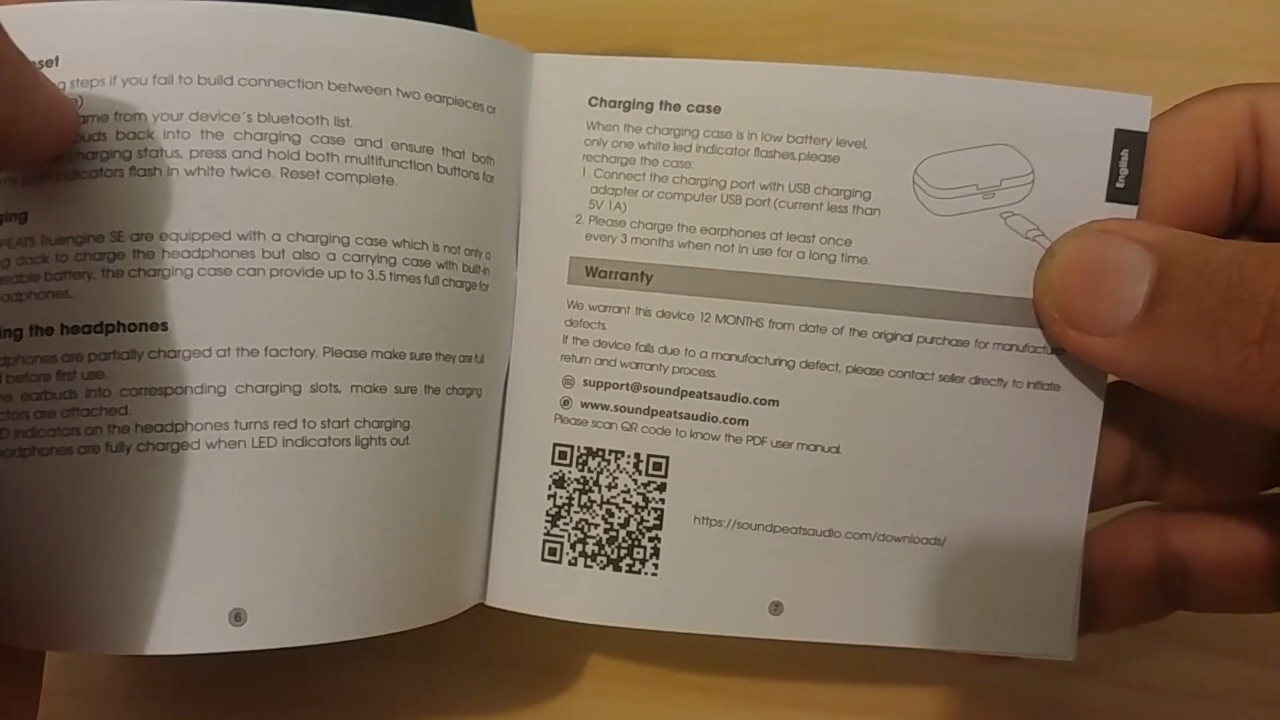 set
steps if you fail to build connection between two earpieces or
ame from your device's bluetooth list.
uds back into the charging case and ensure that both
harging status, press and hold both multifunction buttons for
indicators flash in white twice. Reset complete.
ging
PEATS Truengine SE are equipped with a charging case which is not only a
g dock to charge the headphones but also a carrying case with built-in
eable battery, the charging case can provide up to 3.5 times full charge for
adphones.
ing the headphones
dphones are partially charged at the factory. Please make sure they are full
before first use.
e earbuds into corresponding charging slots, make sure the charging
ctors are attached.
D indicators on the headphones turns red to start charging.
adphones are fully charged when LED indicators lights out.
6
Charging the case
When the charging case is in low battery level,
only one white led indicator flashes,please
recharge the case:
1. Connect the charging port with USB charging
adapter or computer USB port.(current less than
5V 1A)
2. Please charge the earphones at least once
every 3 months when not in use for a long time.
English
Warranty
We warrant this device 12 MONTHS from date of the original purchase for manufacture
defects.
If the device fails due to a manufacturing defect, please contact seller directly to initiate
return and warranty process.
support@soundpeatsaudio.com
www.soundpeatsaudio.com
Please scan QR code to know the PDF user manual.
https://soundpeatsaudio.com/downloads/
7